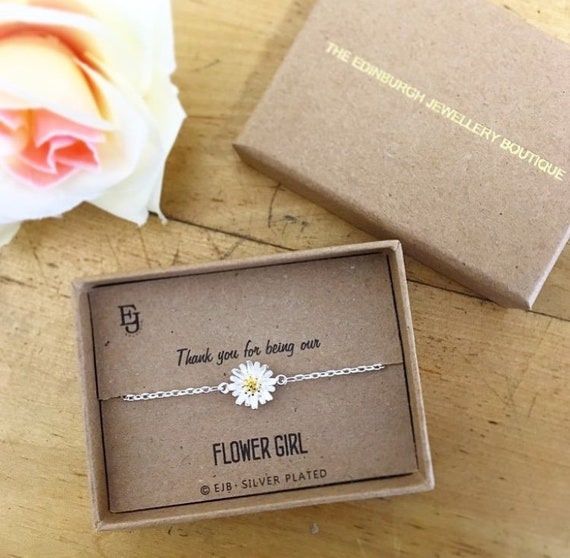 THE EDINBURGH JEWELLERY BOUTIQUE
EJ
Thank you for being our
FLOWER GIRL
© EJB · SILVER PLATED